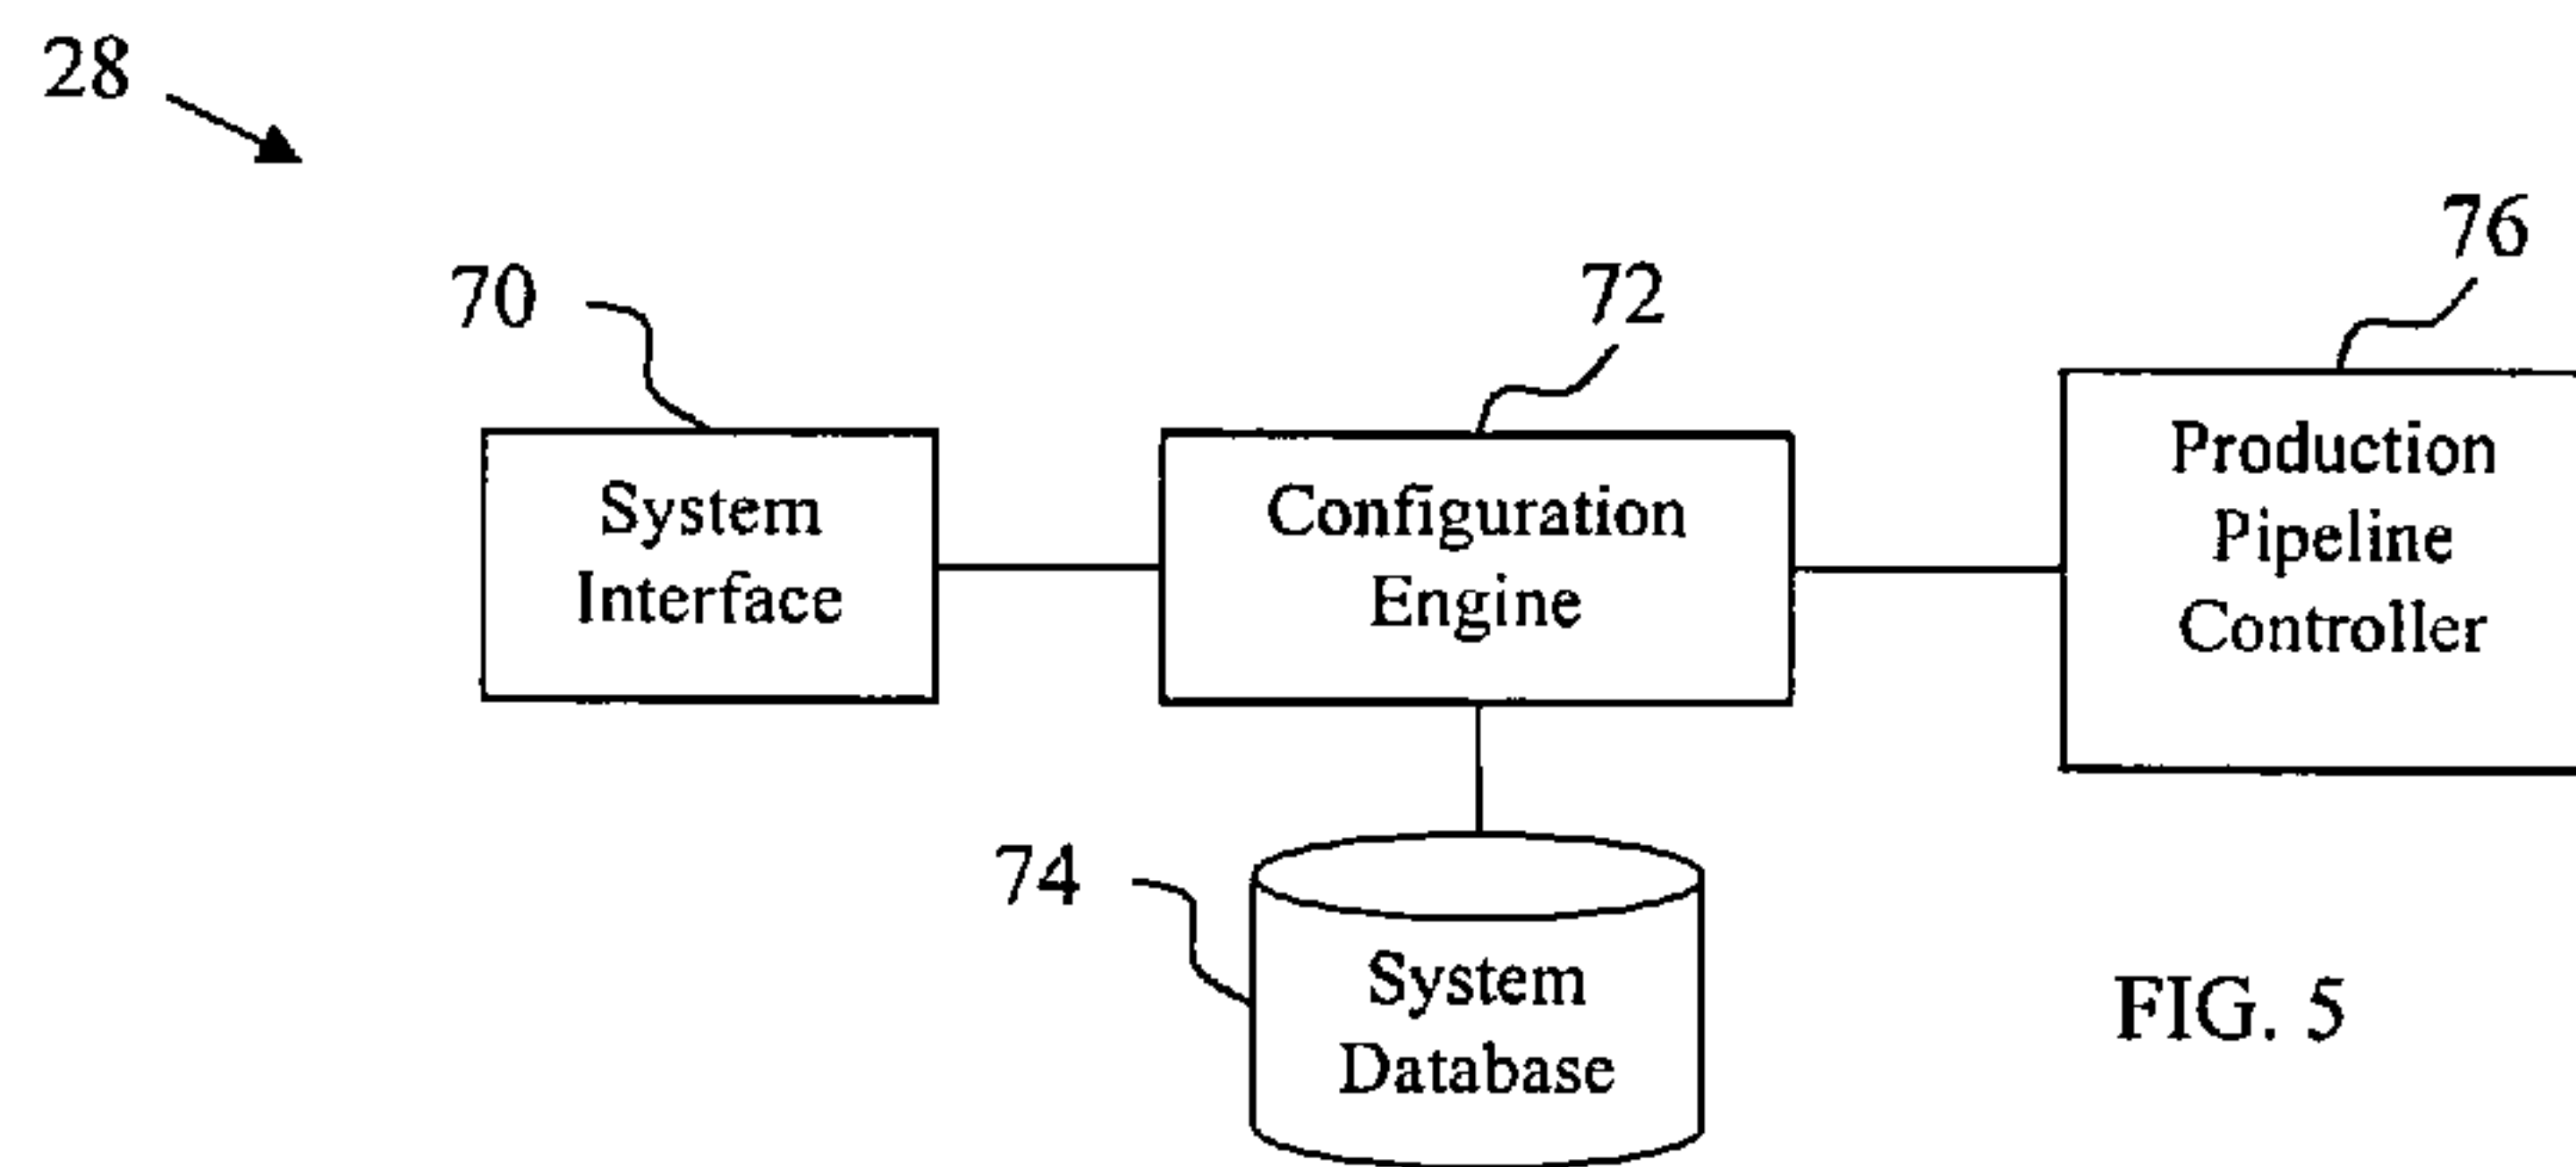 28
70
72
76
System
Interface
Configuration
Engine
Production
Pipeline
Controller
74
System
Database
FIG. 5